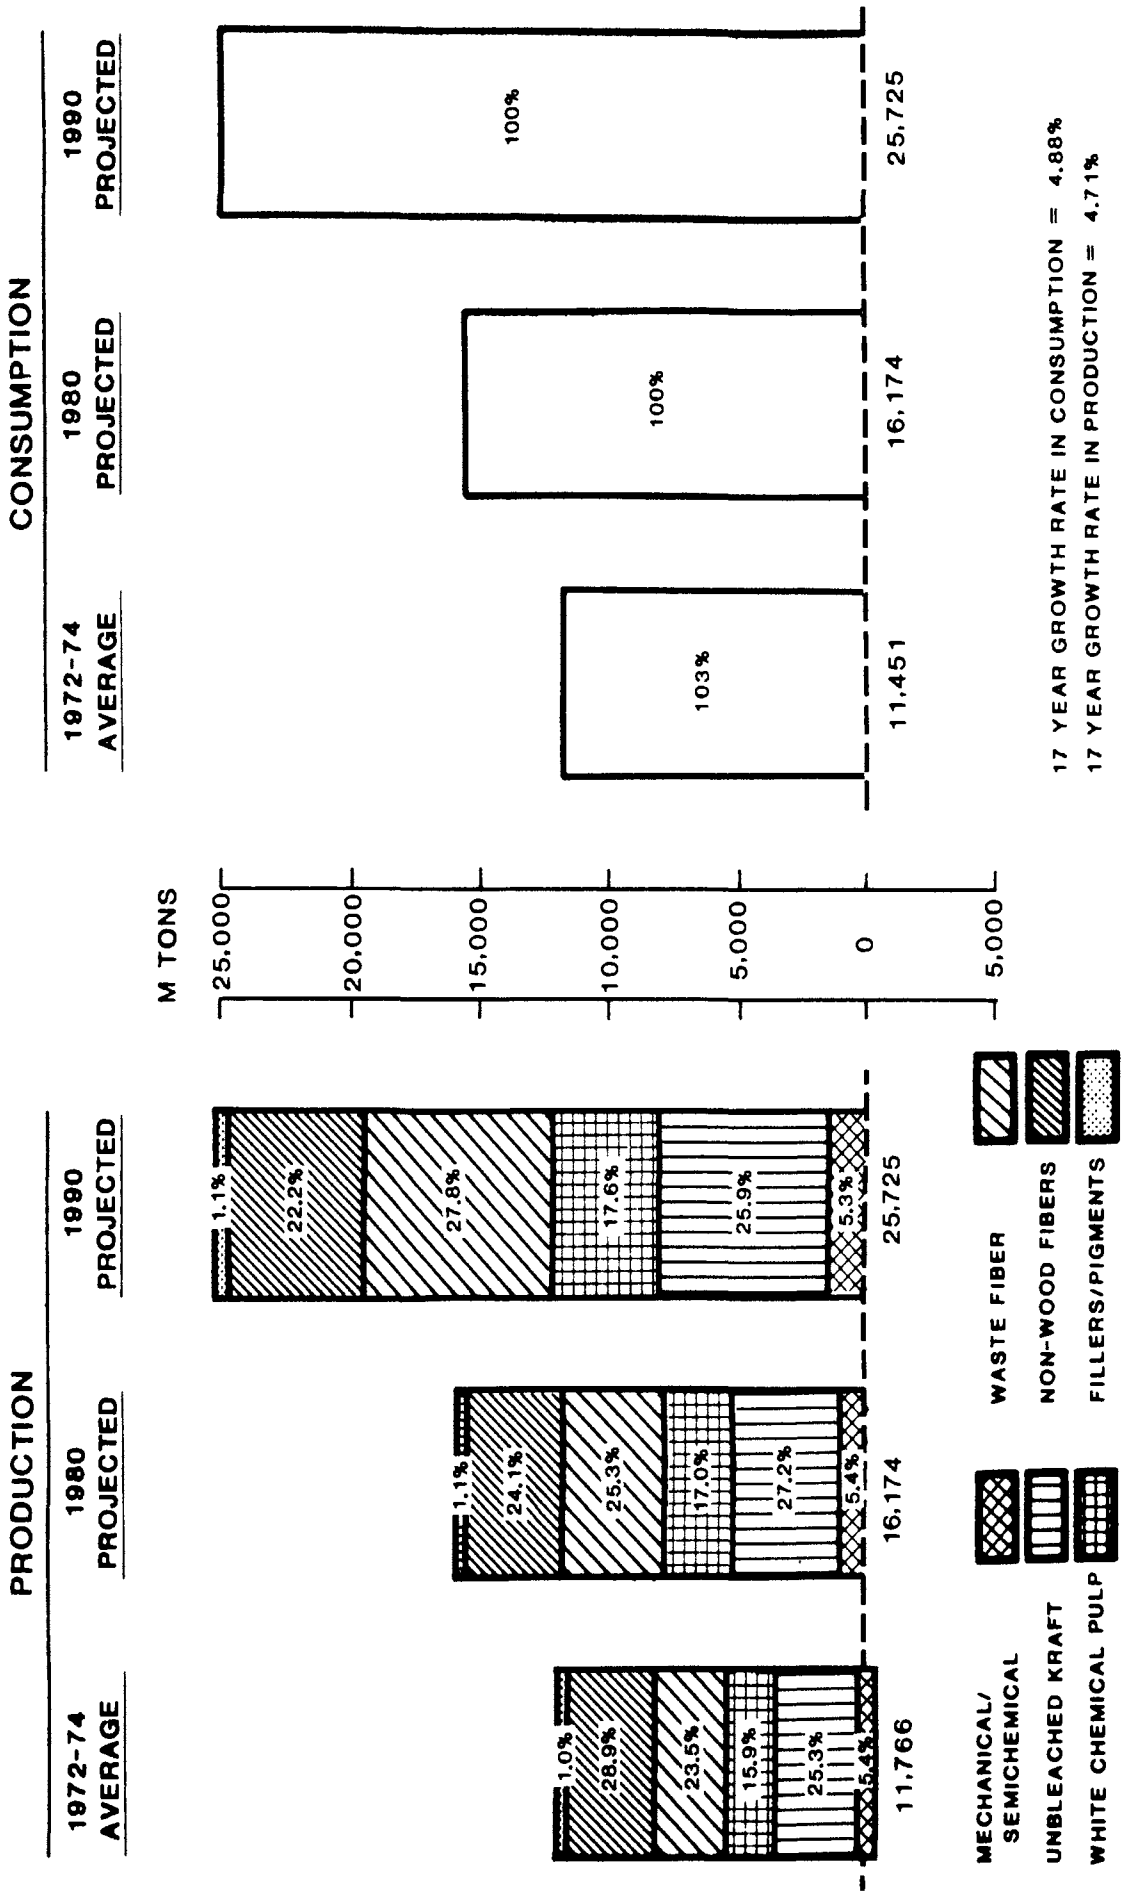 PRODUCTION
1972-74
AVERAGE
1980
PROJECTED
1990
PROJECTED
1.0%
28.9%
23.5%
15.9%
25.3%
5.4%
11,766
1.1%
24.1%
25.3%
17.0%
27.2%
5.4%
16,174
1.1%
22.2%
27.8%
17.6%
25.9%
5.3%
25,725
M TONS
25,000
20,000
15,000
10,000
5,000
0
5,000
CONSUMPTION
1972-74
AVERAGE
1980
PROJECTED
1990
PROJECTED
103%
11,451
100%
16,174
100%
25,725
MECHANICAL/
SEMICHEMICAL
UNBLEACHED KRAFT
WHITE CHEMICAL PULP
WASTE FIBER
NON-WOOD FIBERS
FILLERS/PIGMENTS
17 YEAR GROWTH RATE IN CONSUMPTION = 4.88%
17 YEAR GROWTH RATE IN PRODUCTION = 4.71%